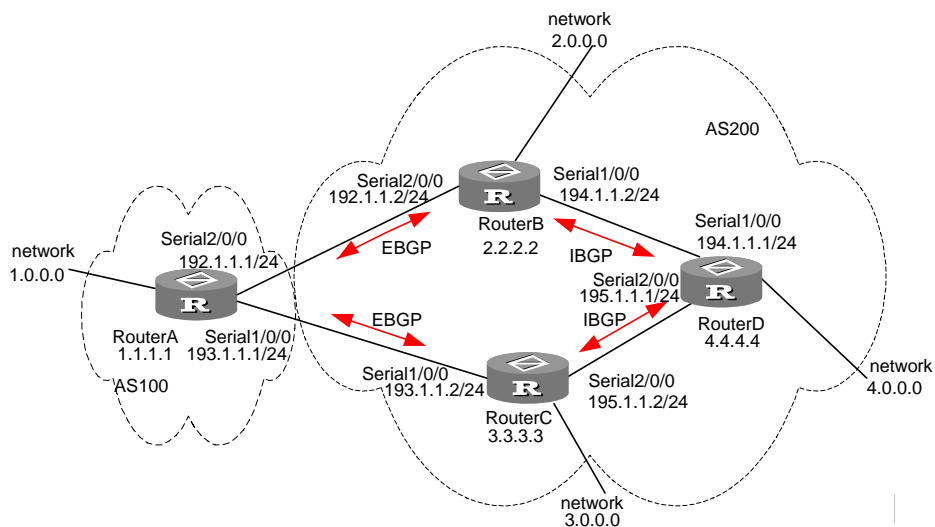 network
2.0.0.0
AS200
Serial2/0/0
192.1.1.2/24
R
Serial1/0/0
194.1.1.2/24
RouterB
2.2.2.2
EBGP
IBGP
Serial1/0/0
194.1.1.1/24
network
1.0.0.0
Serial2/0/0
192.1.1.1/24
R
RouterA
1.1.1.1
Serial1/0/0
193.1.1.1/24
AS100
EBGP
Serial2/0/0
195.1.1.1/24
IBGP
R
RouterD
4.4.4.4
network
4.0.0.0
Serial1/0/0
193.1.1.2/24
R
RouterC
3.3.3.3
Serial2/0/0
195.1.1.2/24
network
3.0.0.0